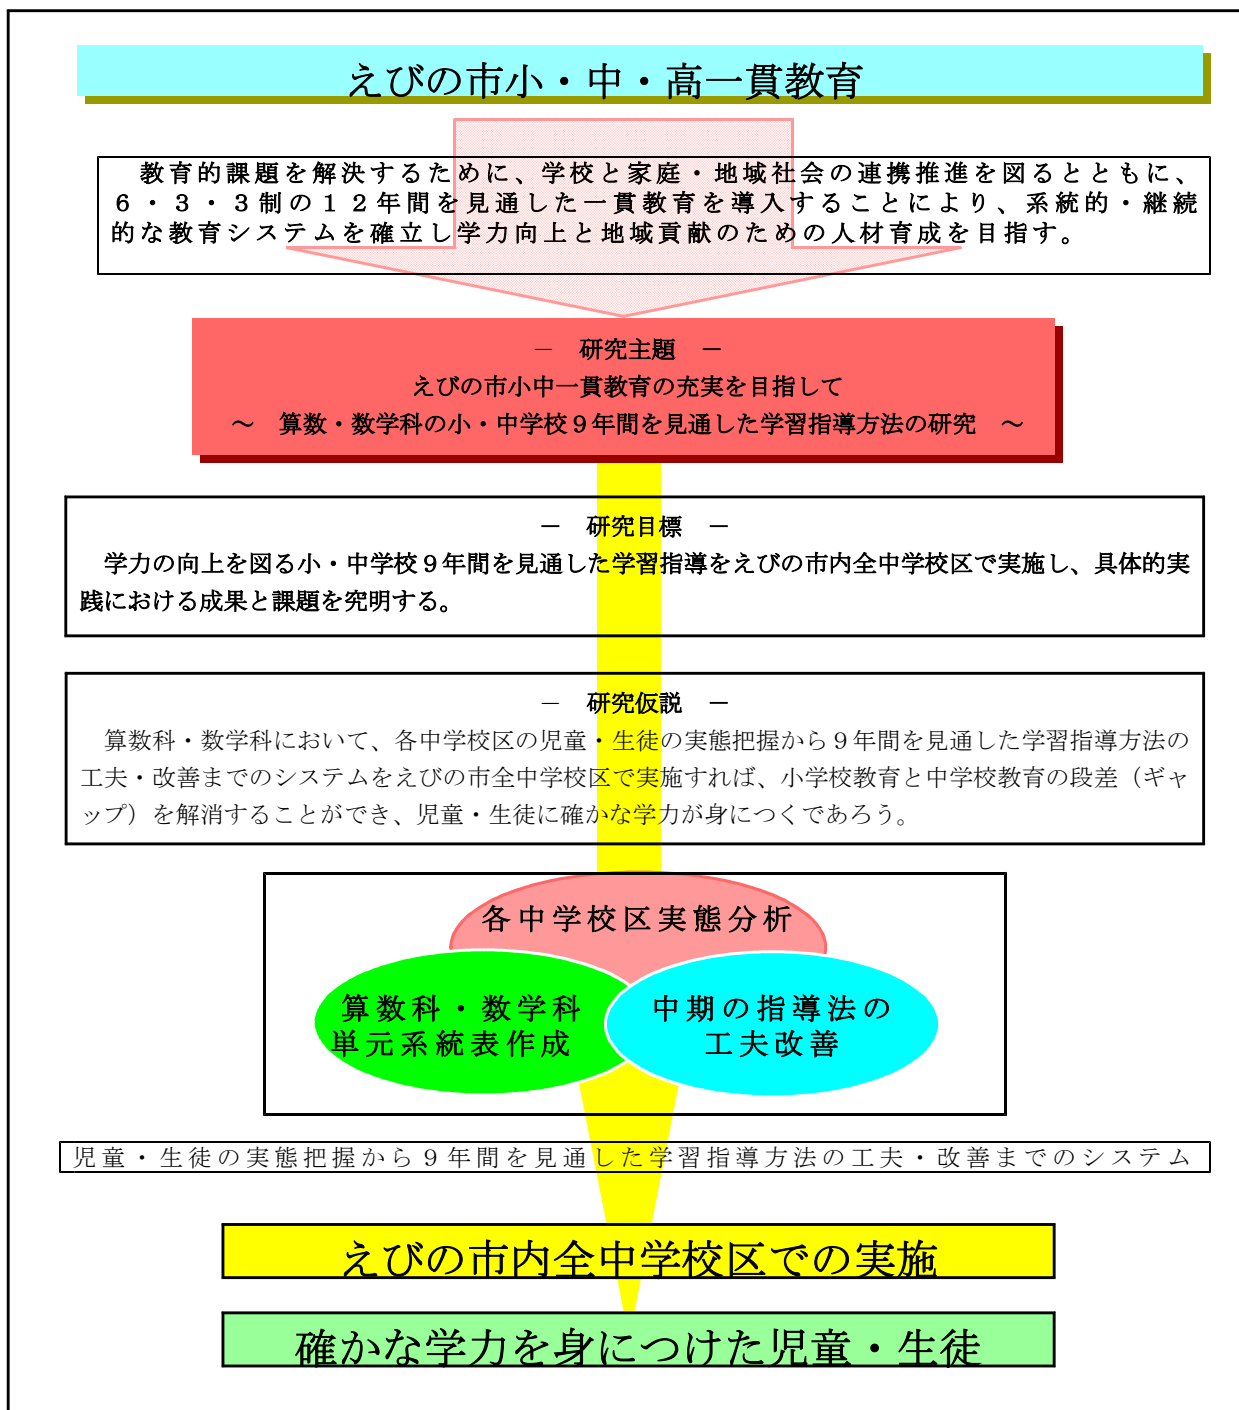 えびの市小・中・高一貫教育
教育的課題を解決するために、学校と家庭・地域社会の連携推進を図るとともに、
６・３・３制の１２年間を見通した一貫教育を導入することにより、系統的・継続
的な教育システムを確立し学力向上と地域貢献のための人材育成を目指す。
－　研究主題　－
えびの市小中一貫教育の充実を目指して
～　算数・数学科の小・中学校９年間を見通した学習指導方法の研究　～
－　研究目標　－
学力の向上を図る小・中学校９年間を見通した学習指導をえびの市内全中学校区で実施し、具体的実
践における成果と課題を究明する。
－　研究仮説　－
算数科・数学科において、各中学校区の児童・生徒の実態把握から９年間を見通した学習指導方法の
工夫・改善までのシステムをえびの市全中学校区で実施すれば、小学校教育と中学校教育の段差（ギャ
ップ）を解消することができ、児童・生徒に確かな学力が身につくであろう。
各中学校区実態分析
算数科・数学科
単元系統表作成
中期の指導法の
工夫改善
児童・生徒の実態把握から９年間を見通した学習指導方法の工夫・改善までのシステム
えびの市内全中学校区での実施
確かな学力を身につけた児童・生徒